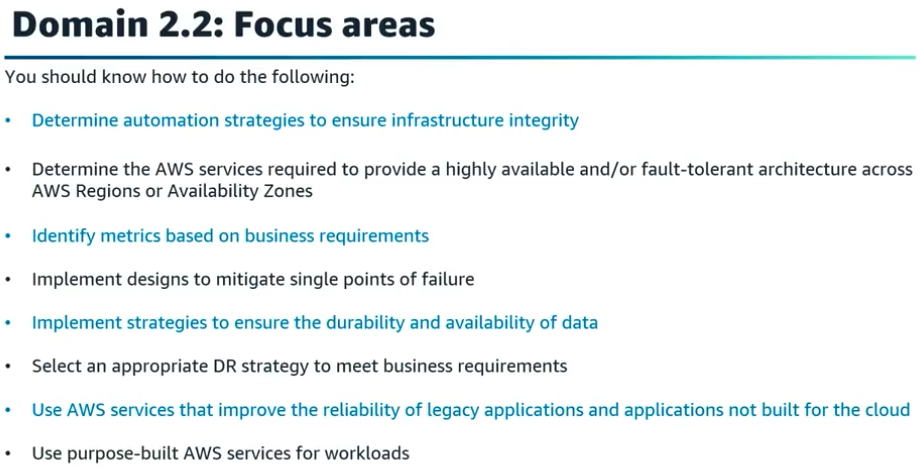 Domain 2.2: Focus areas
You should know how to do the following:
• Determine automation strategies to ensure infrastructure integrity
• Determine the AWS services required to provide a highly available and/or fault-tolerant architecture across
AWS Regions or Availability Zones
• Identify metrics based on business requirements
• Implement designs to mitigate single points of failure
• Implement strategies to ensure the durability and availability of data
• Select an appropriate DR strategy to meet business requirements
• Use AWS services that improve the reliability of legacy applications and applications not built for the cloud
• Use purpose-built AWS services for workloads